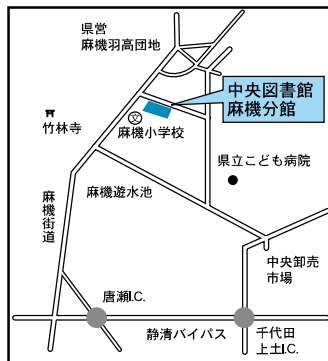 県営
麻機羽高団地
中央図書館
麻機分館
竹林寺
文
麻機小学校
県立こども病院
麻機街道
麻機遊水池
中央卸売
市場
唐瀬I.C.
静清バイパス
千代田
上土I.C.